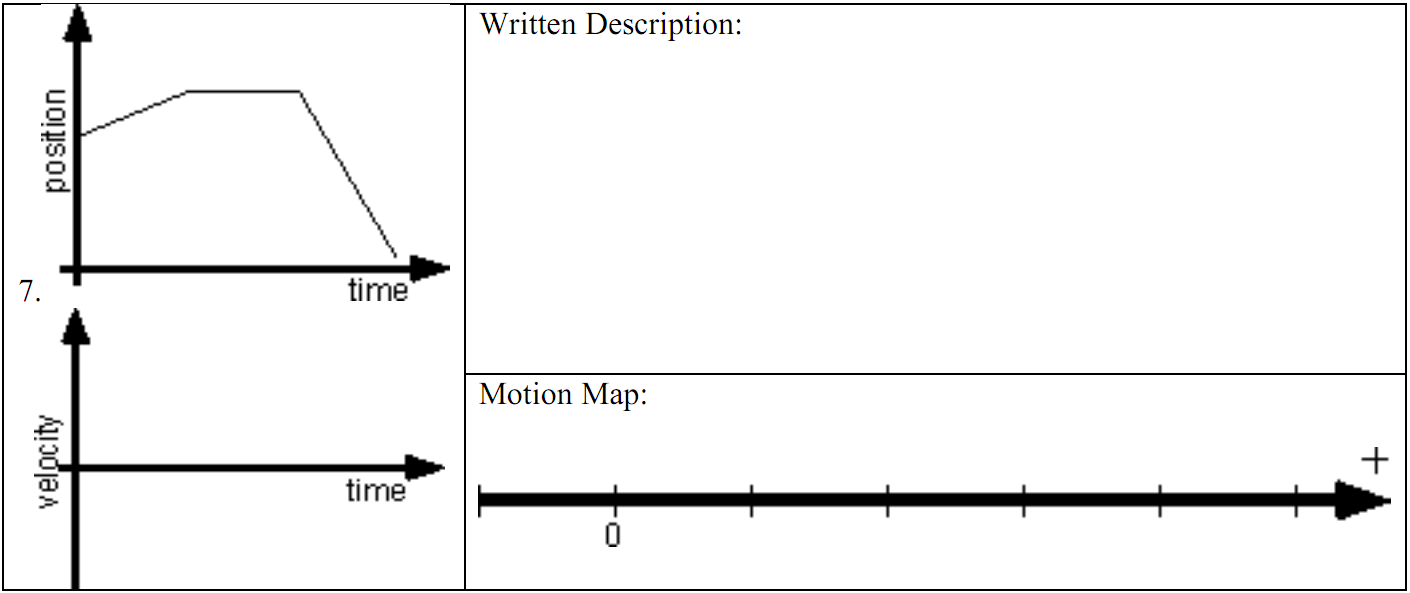 Written Description:
position
time
7.
velocity
time
Motion Map:
+
0